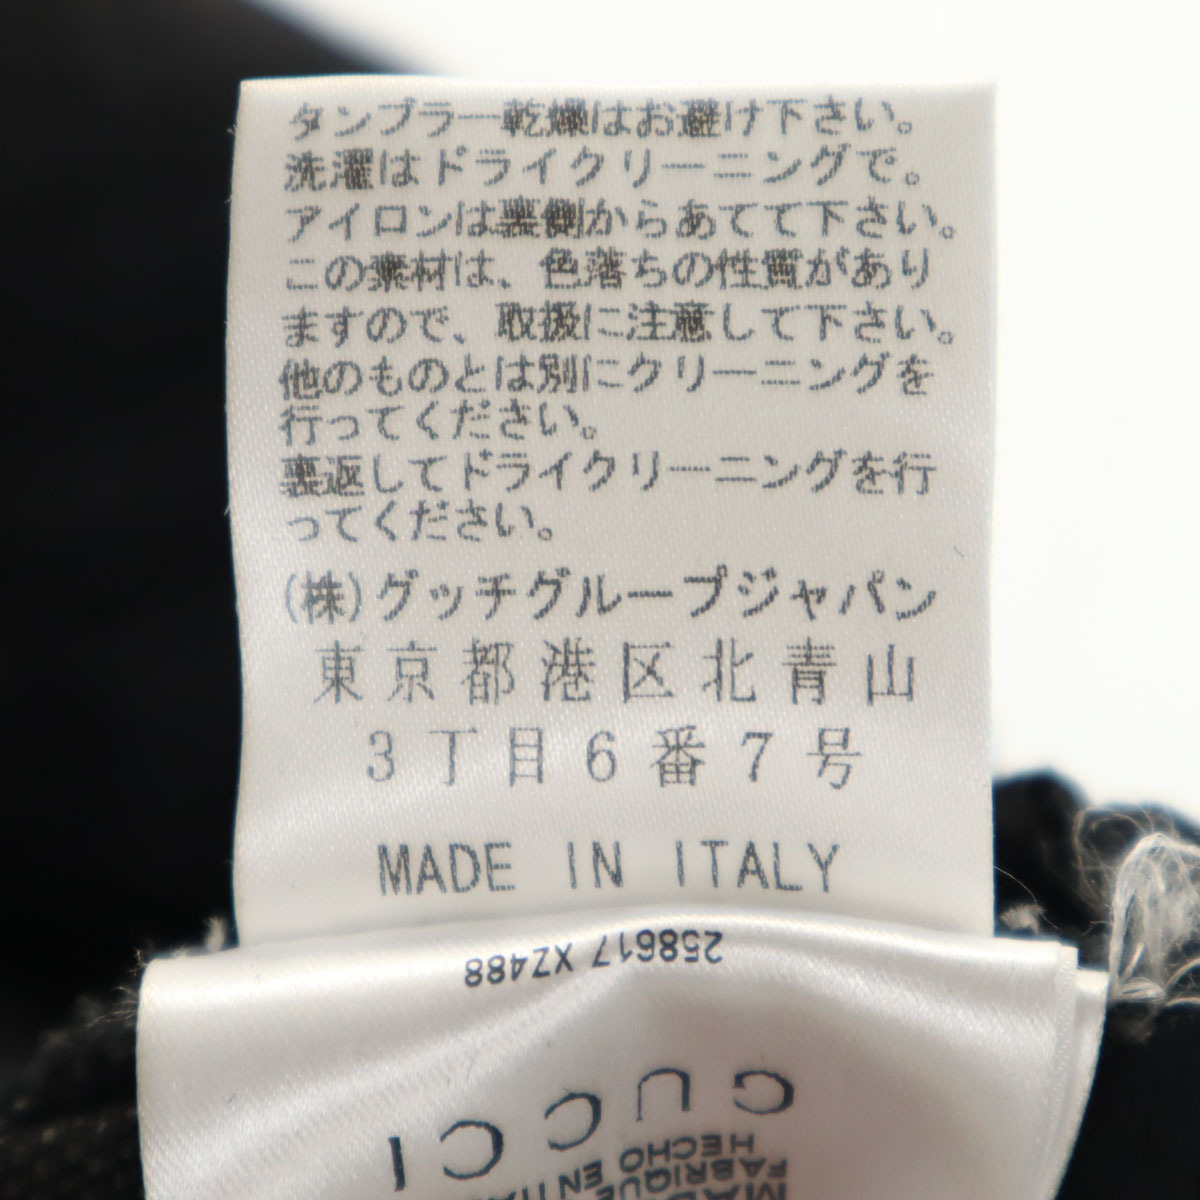 タンブラー乾燥はお避け下さい。
洗濯はドライクリーニングで。
アイロンは裏側からあてて下さい。
この素材は、色落ちの性質があり
ますので、取扱に注意して下さい。
他のものとは別にクリーニングを
行ってください。
裏返してドライクリーニングを行
ってください。
(株)グッチグループジャパン
東京都港区北青山
3丁目6番7号
MADE IN ITALY
258617 XZ488
GUCCI
HECHO EN
FABRIQUE EN ITA
MAD